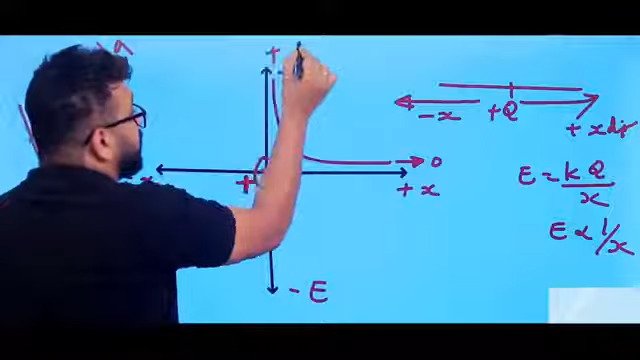 +
- x
+
→ 0
+ x
- E
- x +Q
+ x dir
E = kQ/x
E ∝ 1/x